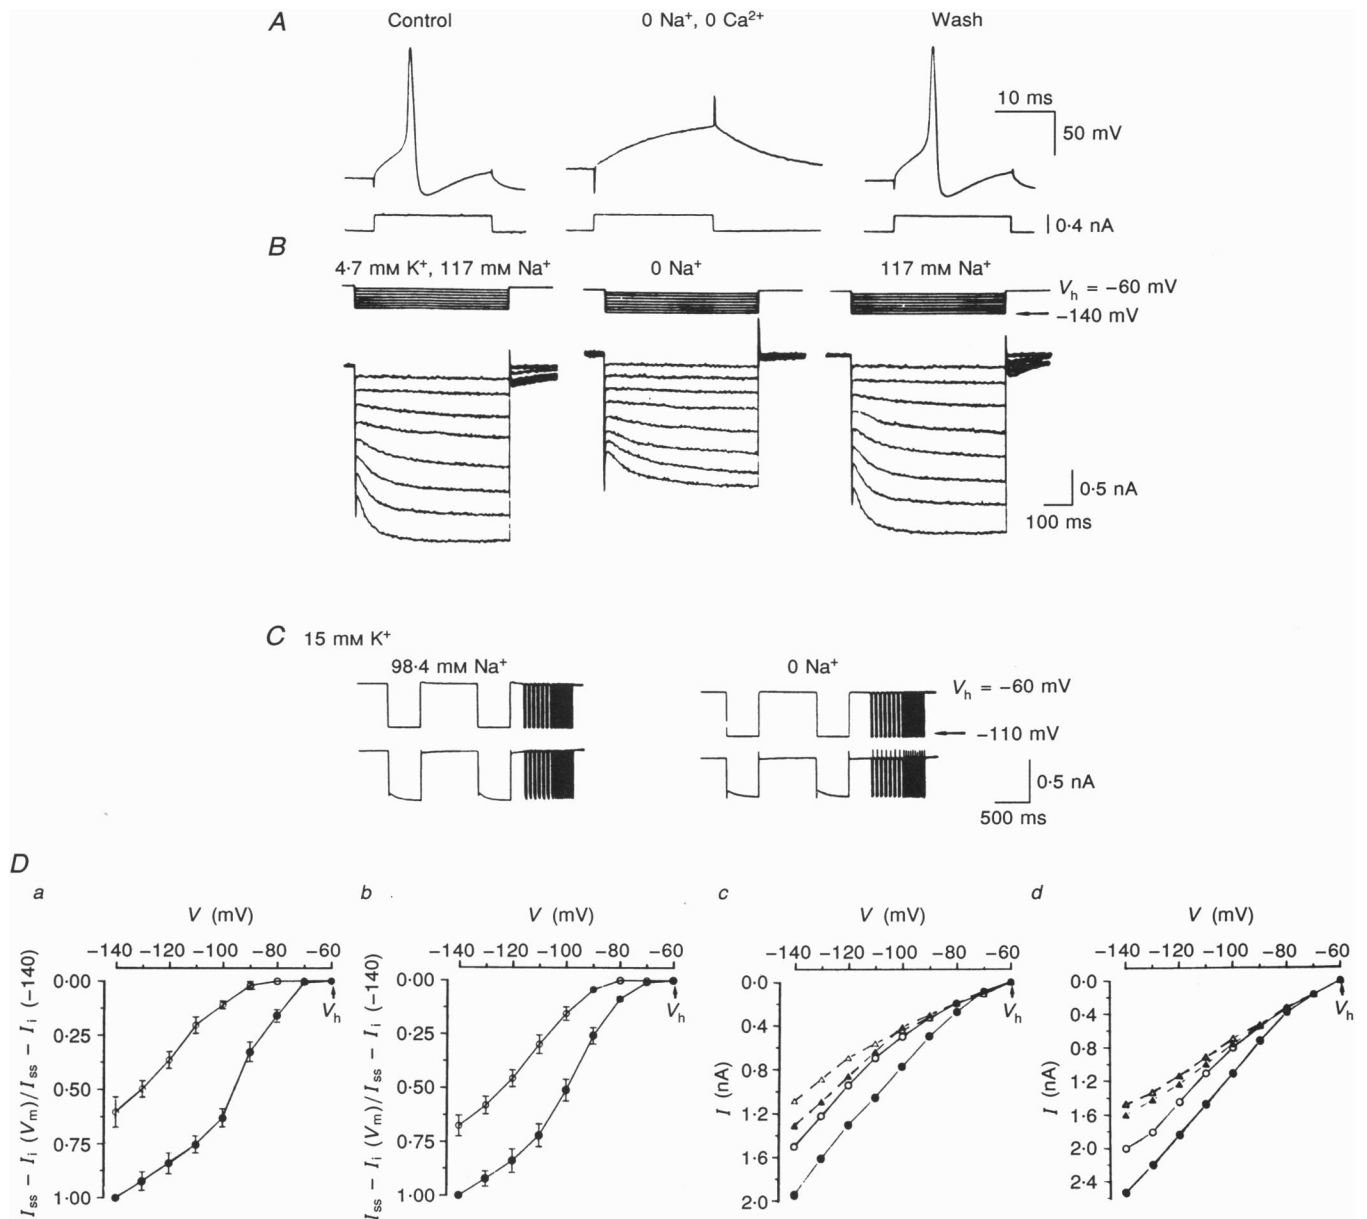 A
Control
0 Na⁺, 0 Ca²⁺
Wash
10 ms
50 mV
0·4 nA
B
4·7 mM K⁺, 117 mM Na⁺
0 Na⁺
117 mM Na⁺
Vₕ = −60 mV
−140 mV
0·5 nA
100 ms
C 15 mM K⁺
98·4 mM Na⁺
0 Na⁺
Vₕ = −60 mV
−110 mV
0·5 nA
500 ms
D
a
V (mV)
−140 −120 −100 −80 −60
0·00
0·25
0·50
0·75
1·00
Iss − Ii (Vm)/Iss − Ii (−140)
Vₕ
b
V (mV)
−140 −120 −100 −80 −60
0·00
0·25
0·50
0·75
1·00
Iss − Ii (Vm)/Iss − Ii (−140)
Vₕ
c
V (mV)
−140 −120 −100 −80 −60
0·0
0·4
0·8
1·2
1·6
2·0
I (nA)
Vₕ
d
V (mV)
−140 −120 −100 −80 −60
0·0
0·4
0·8
1·2
1·6
2·0
2·4
I (nA)
Vₕ